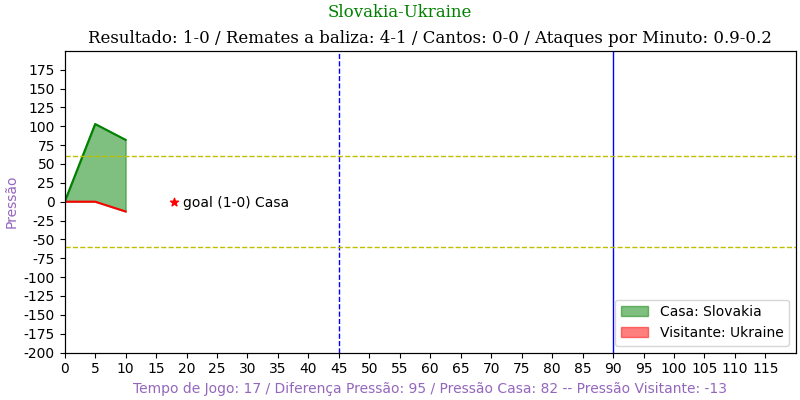 Slovakia-Ukraine
Resultado: 1-0 / Remates a baliza: 4-1 / Cantos: 0-0 / Ataques por Minuto: 0.9-0.2
Pressão
175
150
125
100
75
50
25
0
-25
-50
-75
-100
-125
-150
-175
-200
goal (1-0) Casa
Casa: Slovakia
Visitante: Ukraine
0 5 10 15 20 25 30 35 40 45 50 55 60 65 70 75 80 85 90 95 100 105 110 115
Tempo de Jogo: 17 / Diferença Pressão: 95 / Pressão Casa: 82 -- Pressão Visitante: -13